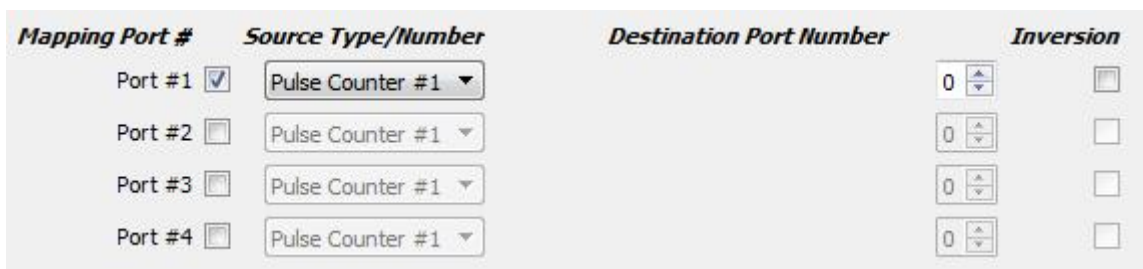 Mapping Port # Source Type/Number Destination Port Number Inversion
Port #1 Pulse Counter #1 0
Port #2 Pulse Counter #1 0
Port #3 Pulse Counter #1 0
Port #4 Pulse Counter #1 0